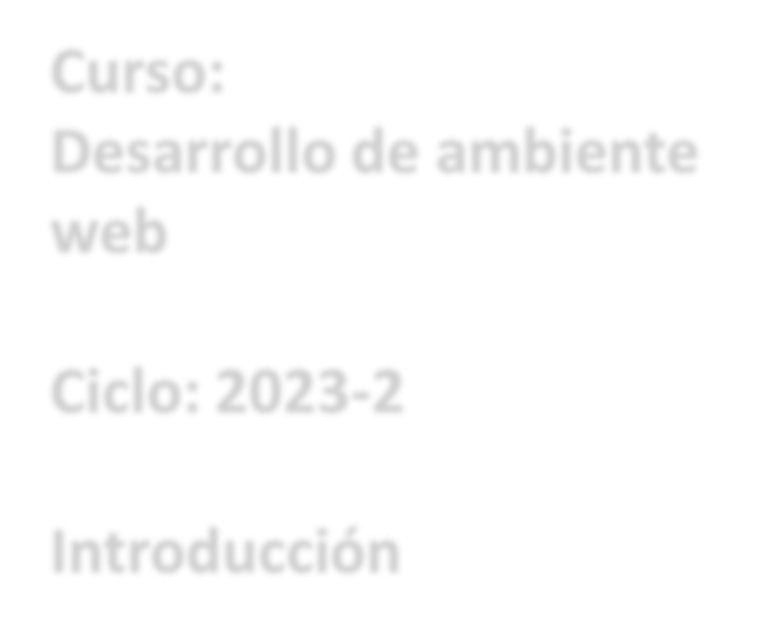 Curso:
Desarrollo de ambiente
web
Ciclo: 2023-2
Introducción